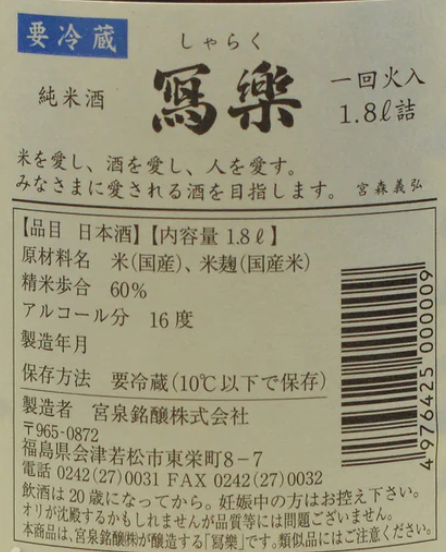 要冷蔵
しゃらく
純米酒
寫樂
一回火入
1.8ℓ詰
米を愛し、酒を愛し、人を愛す。
みなさまに愛される酒を目指します。 宮森義弘
【品目 日本酒】【内容量 1.8ℓ】
原材料名 米(国産)、米麹(国産米)
精米歩合 60%
アルコール分 16度
製造年月
保存方法 要冷蔵(10℃以下で保存)
製造者 宮泉銘醸株式会社
〒965-0872
福島県会津若松市東栄町8-7
電話 0242(27)0031 FAX 0242(27)0032
飲酒は20歳になってから。妊娠中の方はお控え下さい。
オリが沈殿するかもしれませんが品質等には問題ございません。
本商品は、宮泉銘醸㈱が醸造する「寫樂」です。類似品にはご注意ください。
4976425000009